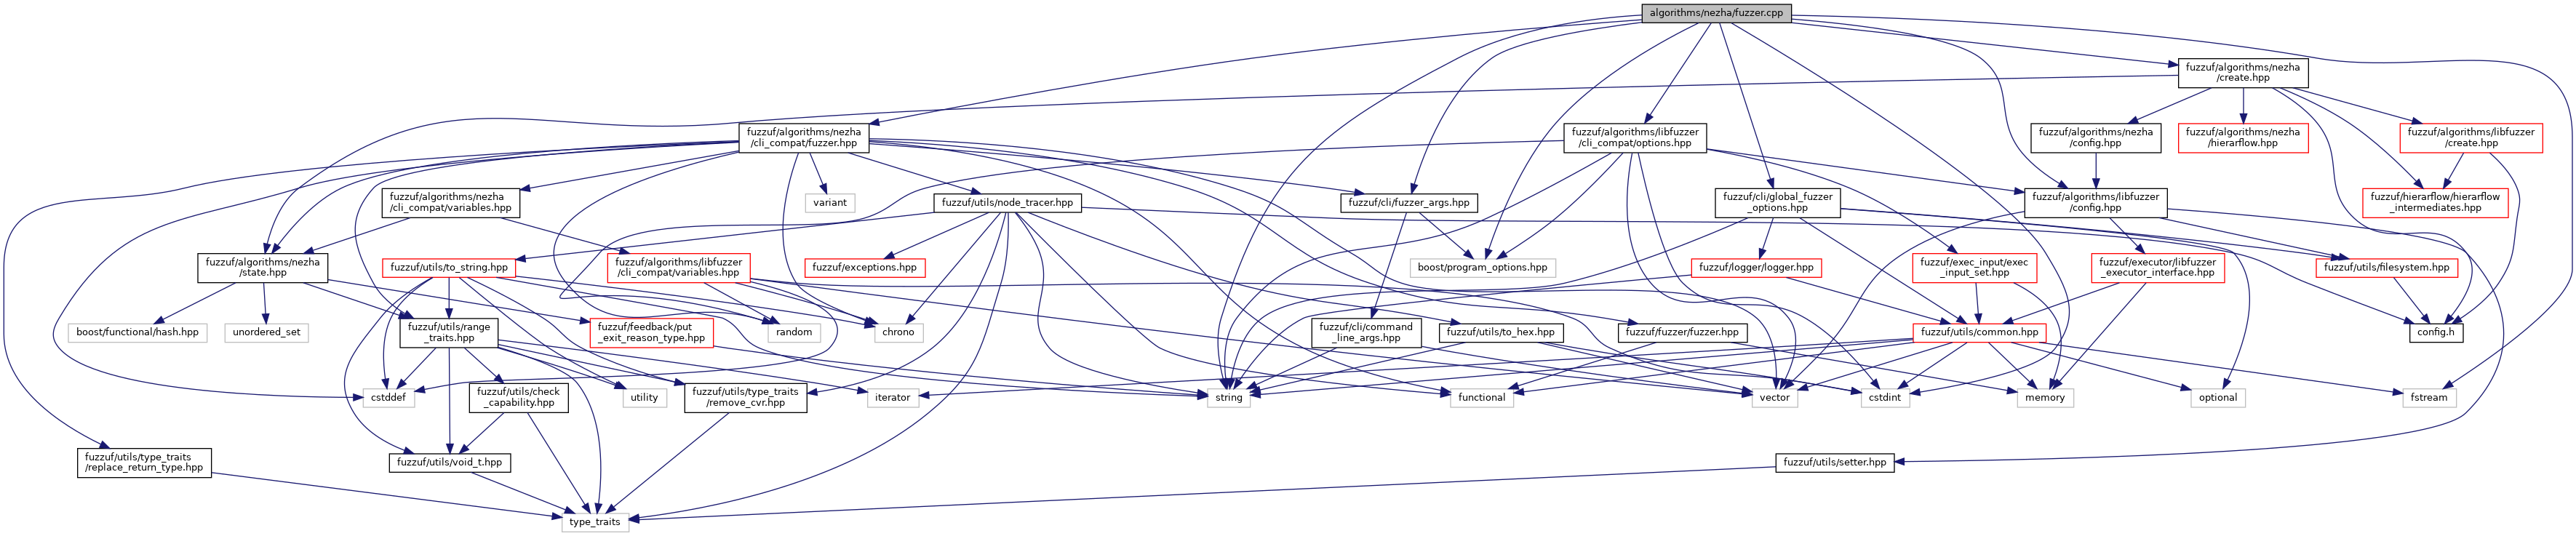 algorithms/nezha/fuzzer.cpp
fuzzuf/algorithms/nezha
/create.hpp
fuzzuf/algorithms/nezha
/cli_compat/fuzzer.hpp
fuzzuf/algorithms/libfuzzer
/cli_compat/options.hpp
fuzzuf/algorithms/nezha
/config.hpp
fuzzuf/algorithms/nezha
/hierarflow.hpp
fuzzuf/algorithms/libfuzzer
/create.hpp
fuzzuf/algorithms/nezha
/cli_compat/variables.hpp
variant
fuzzuf/utils/node_tracer.hpp
fuzzuf/cli/fuzzer_args.hpp
fuzzuf/cli/global_fuzzer
_options.hpp
fuzzuf/algorithms/libfuzzer
/config.hpp
fuzzuf/hierarflow/hierarflow
_intermediates.hpp
fuzzuf/algorithms/nezha
/state.hpp
fuzzuf/utils/to_string.hpp
fuzzuf/algorithms/libfuzzer
/cli_compat/variables.hpp
fuzzuf/exceptions.hpp
boost/program_options.hpp
fuzzuf/logger/logger.hpp
fuzzuf/exec_input/exec
_input_set.hpp
fuzzuf/executor/libfuzzer
_executor_interface.hpp
fuzzuf/utils/filesystem.hpp
boost/functional/hash.hpp
unordered_set
fuzzuf/utils/range
_traits.hpp
fuzzuf/feedback/put
_exit_reason_type.hpp
random
chrono
fuzzuf/cli/command
_line_args.hpp
fuzzuf/utils/to_hex.hpp
fuzzuf/fuzzer/fuzzer.hpp
fuzzuf/utils/common.hpp
config.h
cstddef
fuzzuf/utils/check
_capability.hpp
utility
fuzzuf/utils/type_traits
/remove_cvr.hpp
iterator
string
functional
vector
cstdint
memory
optional
fstream
fuzzuf/utils/type_traits
/replace_return_type.hpp
fuzzuf/utils/void_t.hpp
fuzzuf/utils/setter.hpp
type_traits